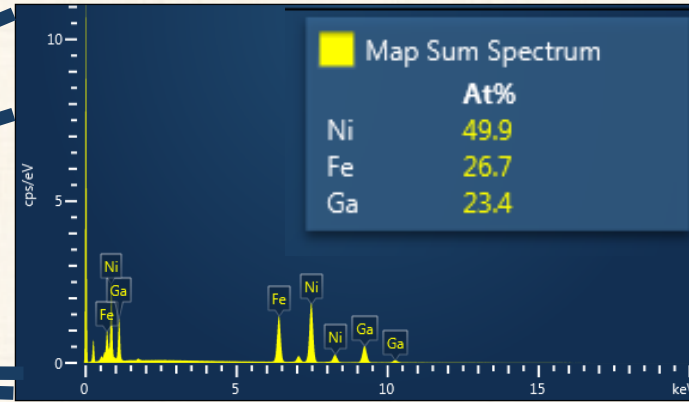 Map Sum Spectrum
At%
Ni 49.9
Fe 26.7
Ga 23.4
10
cps/eV
5
0
Ni
Ga
Fe
Fe
Ni
Ni
Ga
Ga
0 5 10 15 keV